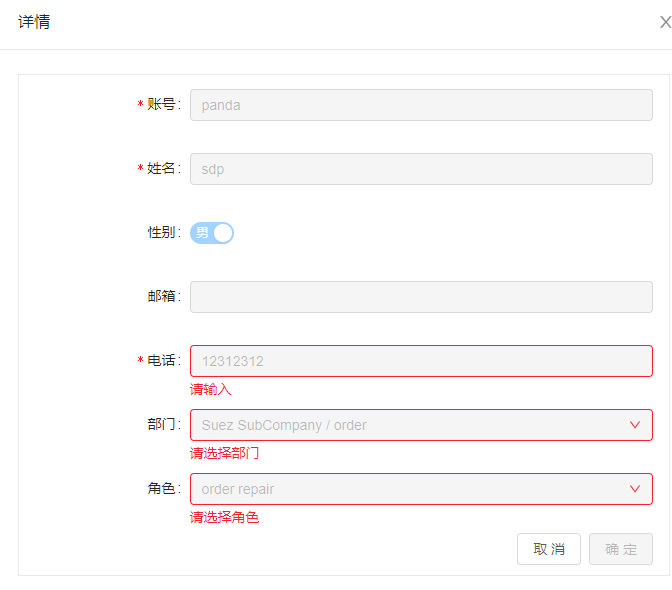 详情
* 账号: panda
* 姓名: sdp
性别: 男
邮箱:
* 电话: 12312312
请输入
部门: Suez SubCompany / order
请选择部门
角色: order repair
请选择角色
取 消 确 定